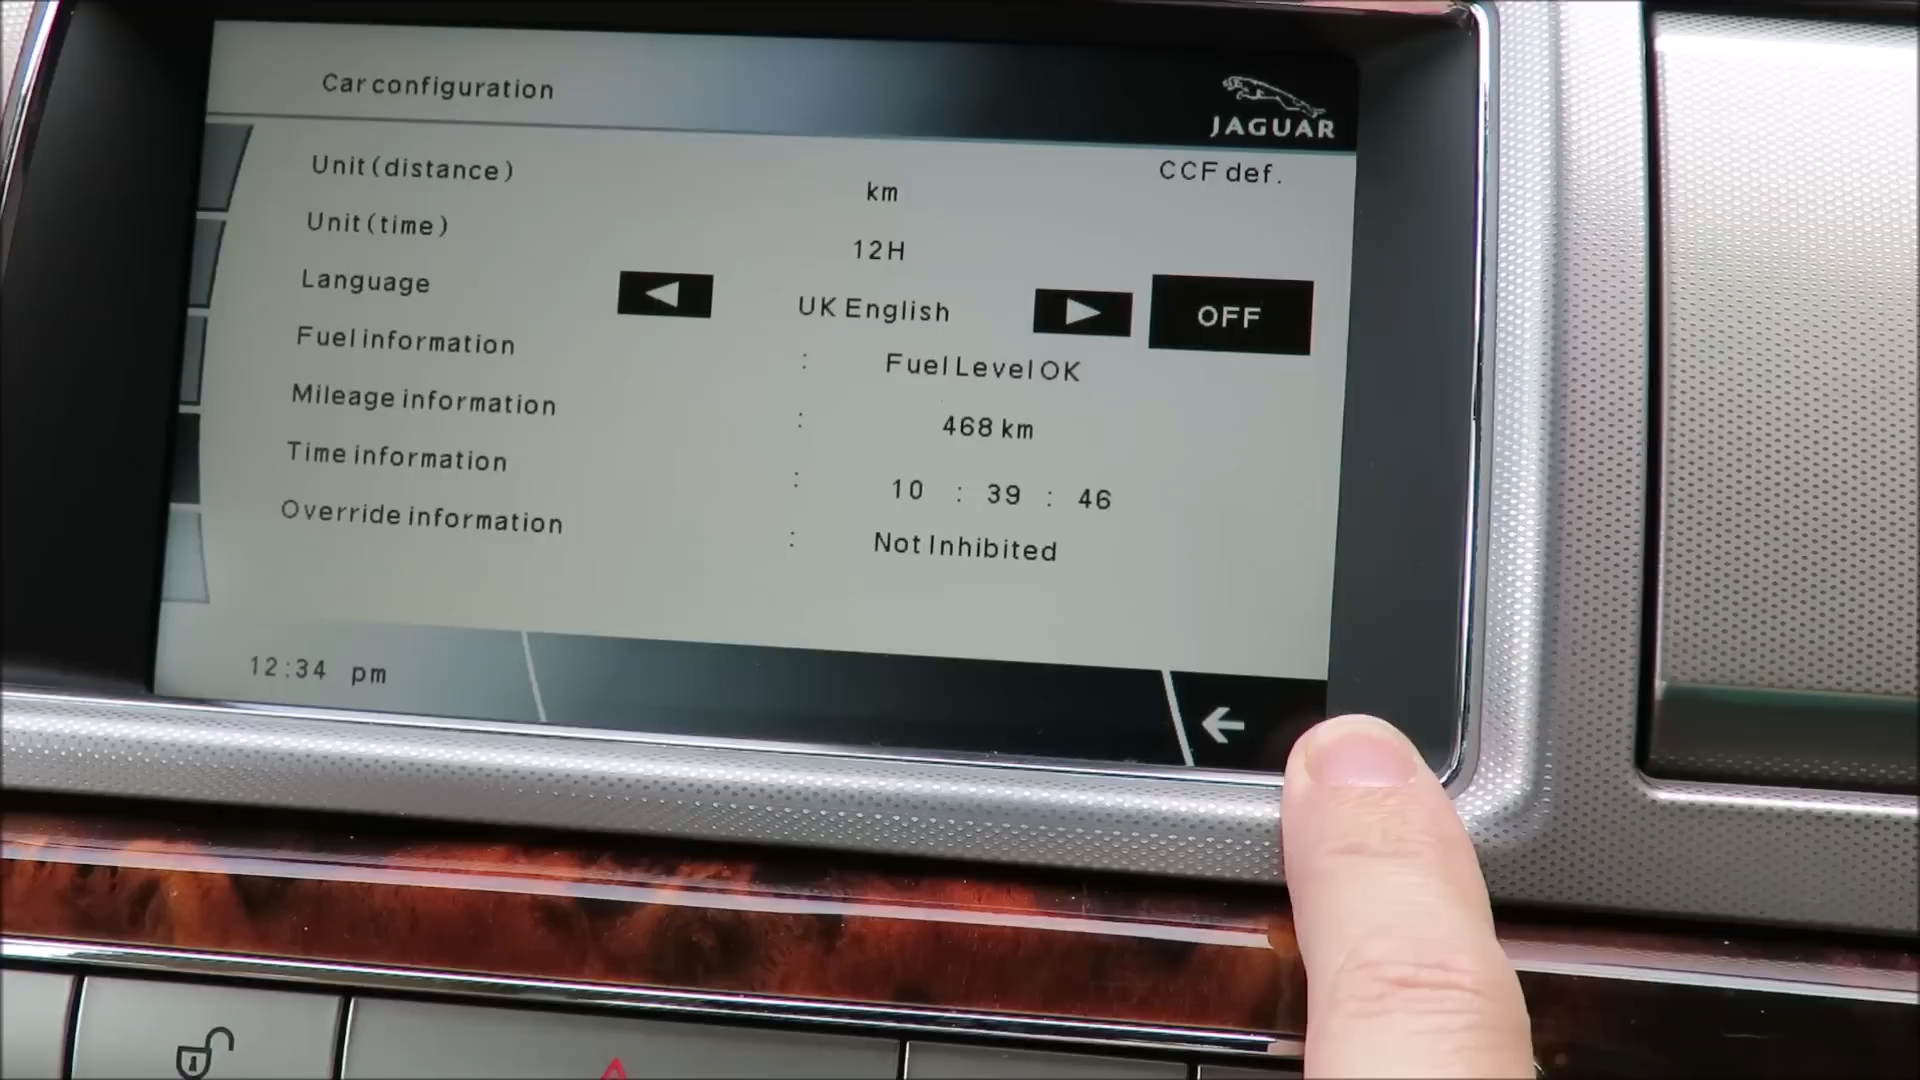 Car configuration
JAGUAR
CCF def.
Unit (distance) km
Unit (time) 12H
Language UK English OFF
Fuel information : Fuel Level OK
Mileage information : 468 km
Time information : 10 : 39 : 46
Override information : Not Inhibited
12:34 pm